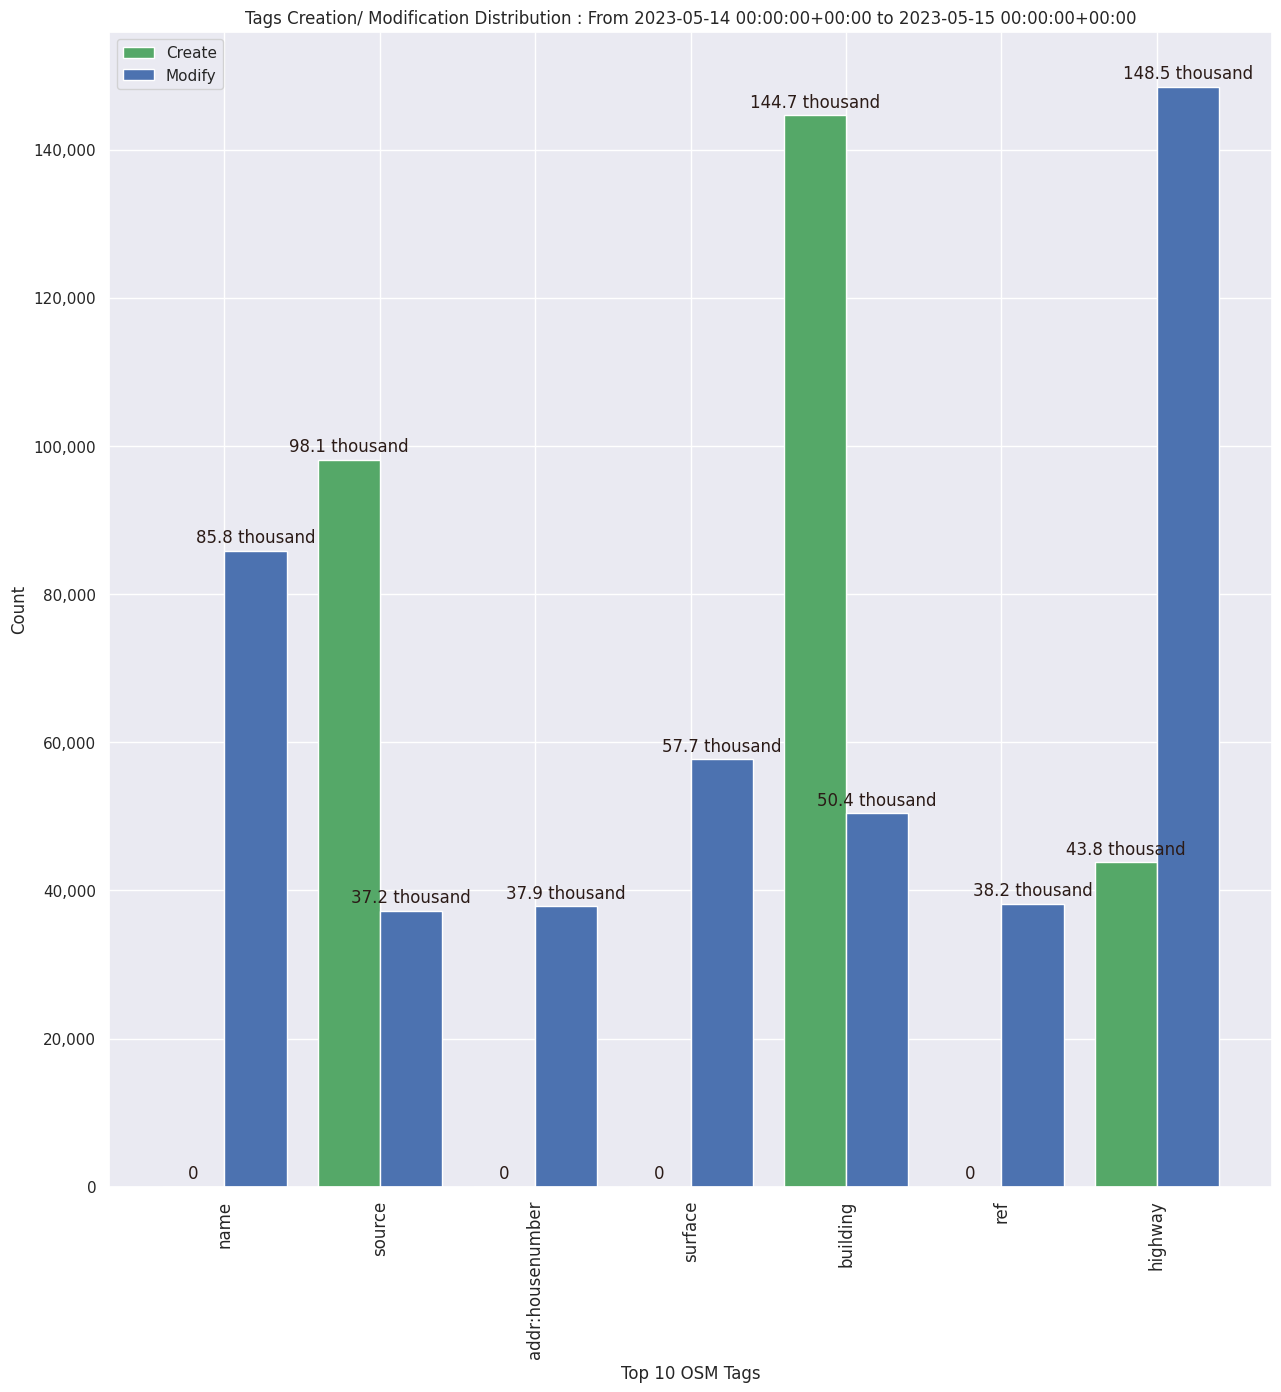 Tags Creation/ Modification Distribution : From 2023-05-14 00:00:00+00:00 to 2023-05-15 00:00:00+00:00
Create
Modify
148.5 thousand
144.7 thousand
140,000
120,000
100,000
98.1 thousand
85.8 thousand
80,000
60,000
57.7 thousand
50.4 thousand
43.8 thousand
40,000
37.2 thousand
37.9 thousand
38.2 thousand
20,000
0
0
0
0
0
Count
name
source
addr:housenumber
surface
building
ref
highway
Top 10 OSM Tags